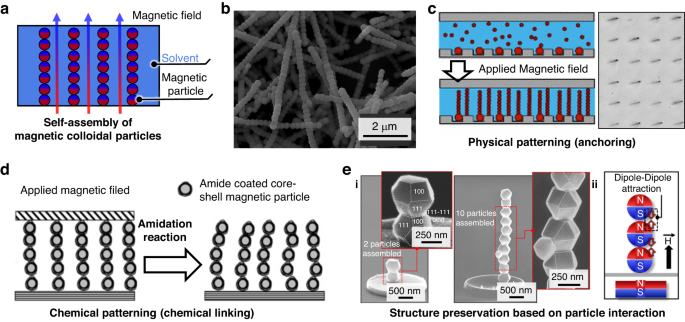 a
Magnetic field
Solvent
Magnetic
particle
Self-assembly of
magnetic colloidal particles
b
2 μm
c
Applied Magnetic field
Physical patterning (anchoring)
d
Applied magnetic filed
Amide coated core-
shell magnetic particle
Amidation
reaction
Chemical patterning (chemical linking)
e
i
100
111
100
111
111-111
250 nm
2 particles
assembled
500 nm
10 particles
assembled
500 nm
250 nm
ii
Dipole-Dipole
attraction
N
S
N
S
N
S
H
N
S
Structure preservation based on particle interaction